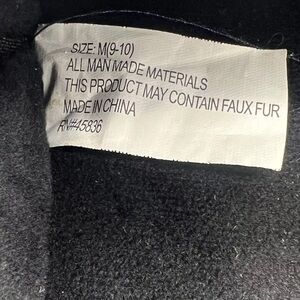 SIZE: M(9-10)
ALL MAN MADE MATERIALS
THIS PRODUCT MAY CONTAIN FAUX FUR
MADE IN CHINA
RN#45836